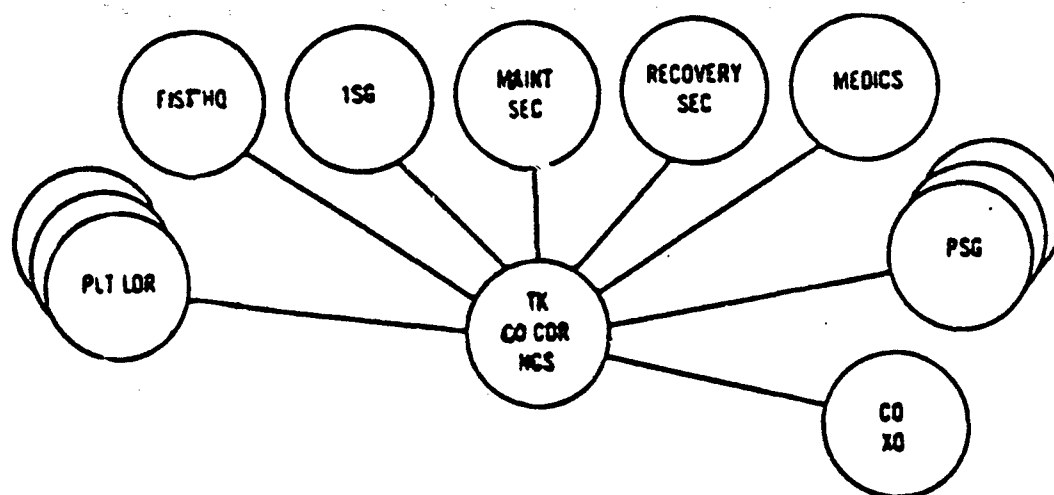 FIST HQ
1SG
MAINT
SEC
RECOVERY
SEC
MEDICS
PLT LDR
PSG
TK
CO CDR
NCS
CO
XO